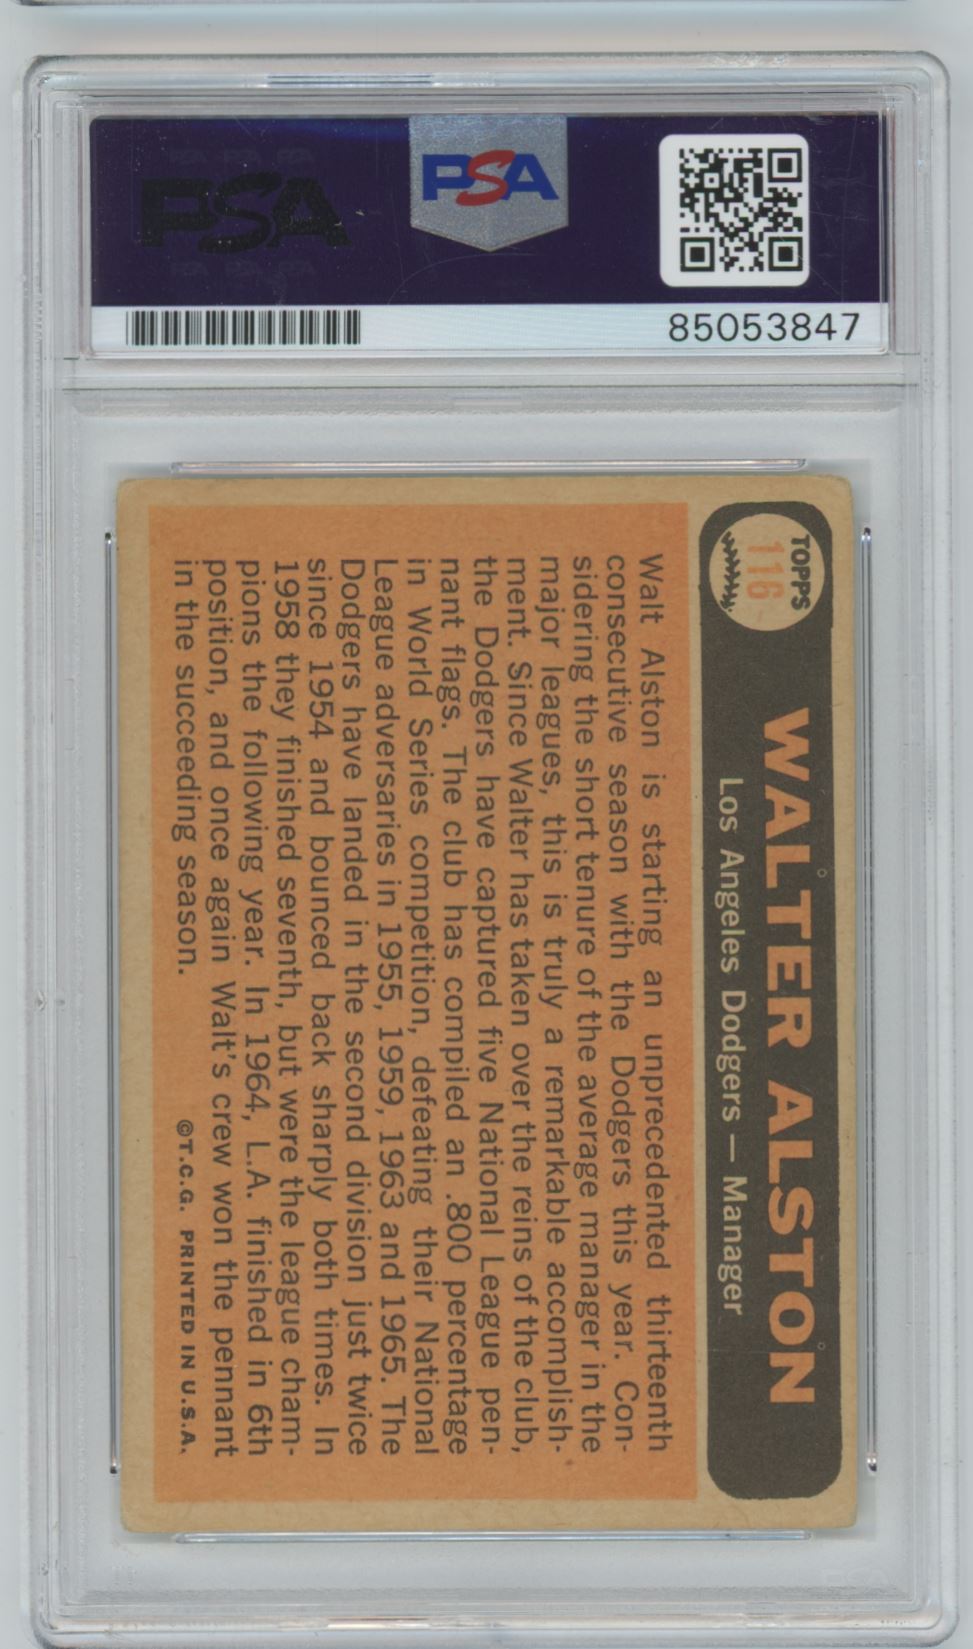 PSA
PSA
85053847
TOPPS
116
WALTER ALSTON
Los Angeles Dodgers — Manager
Walt Alston is starting an unprecedented thirteenth
consecutive season with the Dodgers this year. Con-
sidering the short tenure of the average manager in the
major leagues, this is truly a remarkable accomplish-
ment. Since Walter has taken over the reins of the club,
the Dodgers have captured five National League pen-
nant flags. The club has compiled an .800 percentage
in World Series competition, defeating their National
League adversaries in 1955, 1959, 1963 and 1965. The
Dodgers have landed in the second division just twice
since 1954 and bounced back sharply both times. In
1958 they finished seventh, but were the league cham-
pions the following year. In 1964, L.A. finished in 6th
position, and once again Walt's crew won the pennant
in the succeeding season.
©T.C.G. PRINTED IN U.S.A.